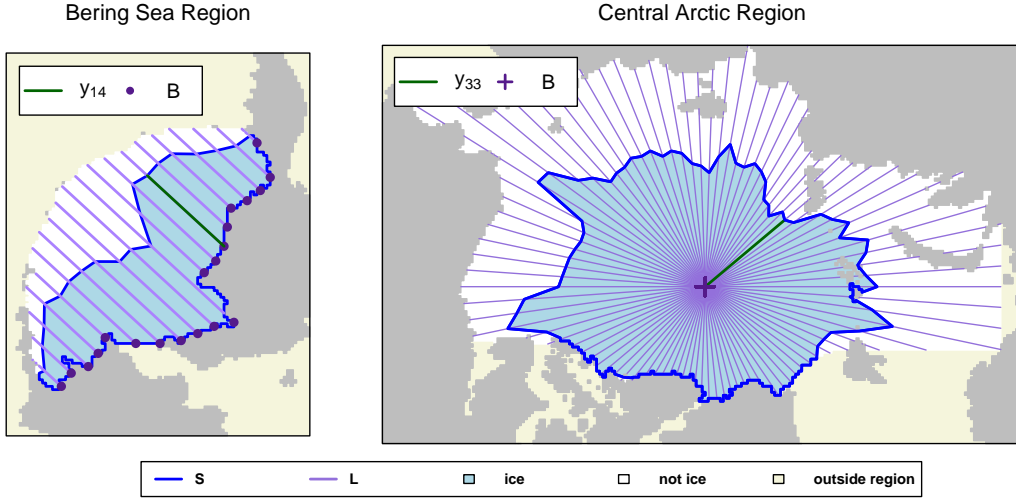 Bering Sea Region
Central Arctic Region
y14 B
y33 B
S L ice not ice outside region